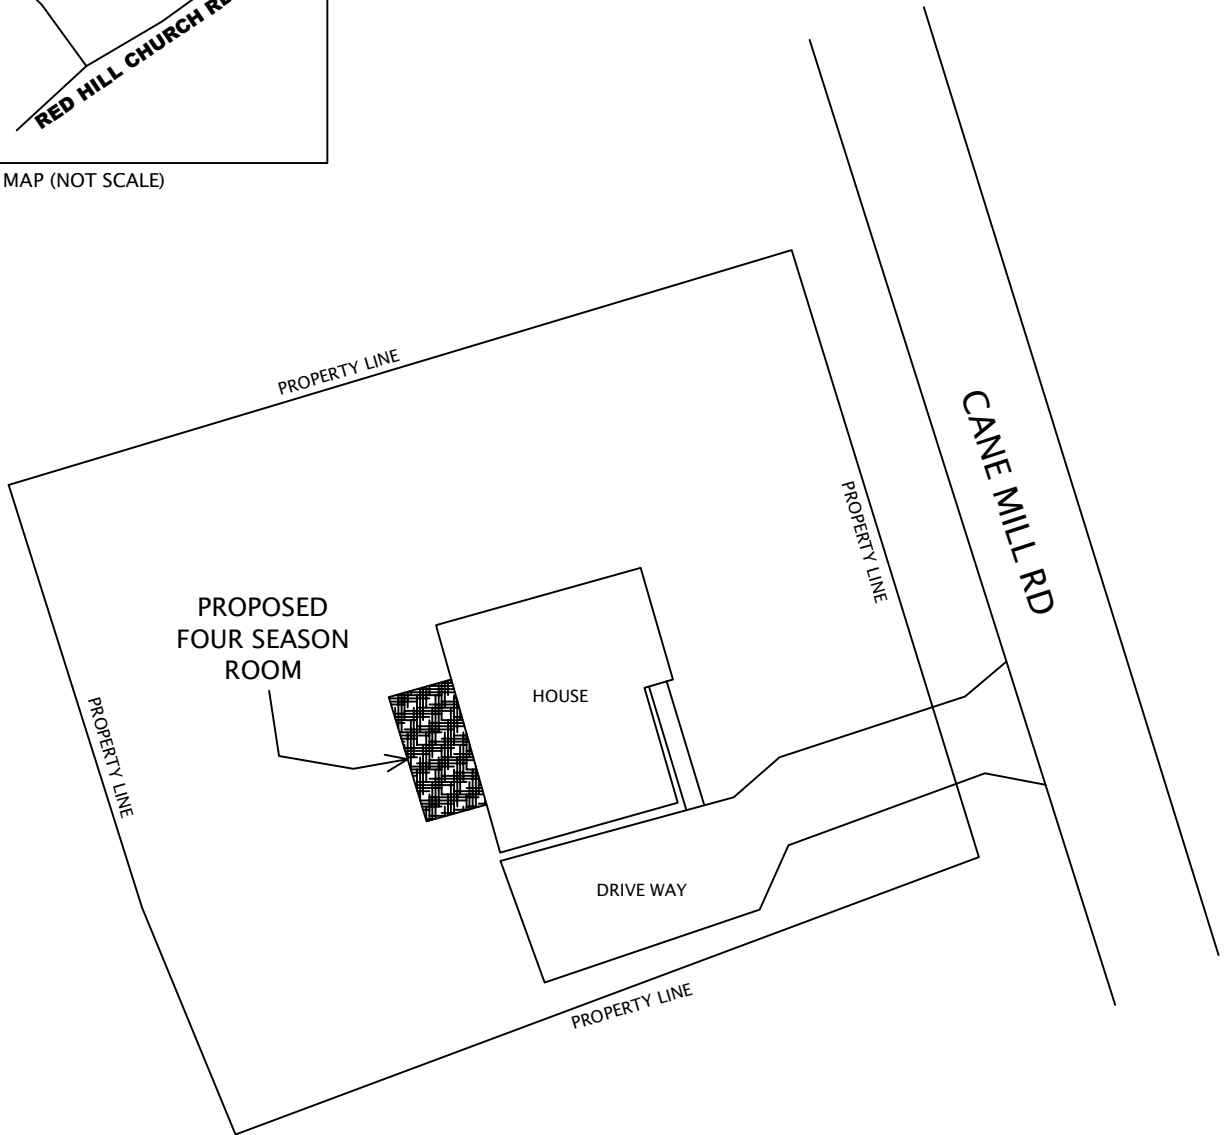 RED HILL CHURCH RD
MAP (NOT SCALE)
PROPERTY LINE
CANE MILL RD
PROPERTY LINE
PROPOSED
FOUR SEASON
ROOM
HOUSE
PROPERTY LINE
DRIVE WAY
PROPERTY LINE